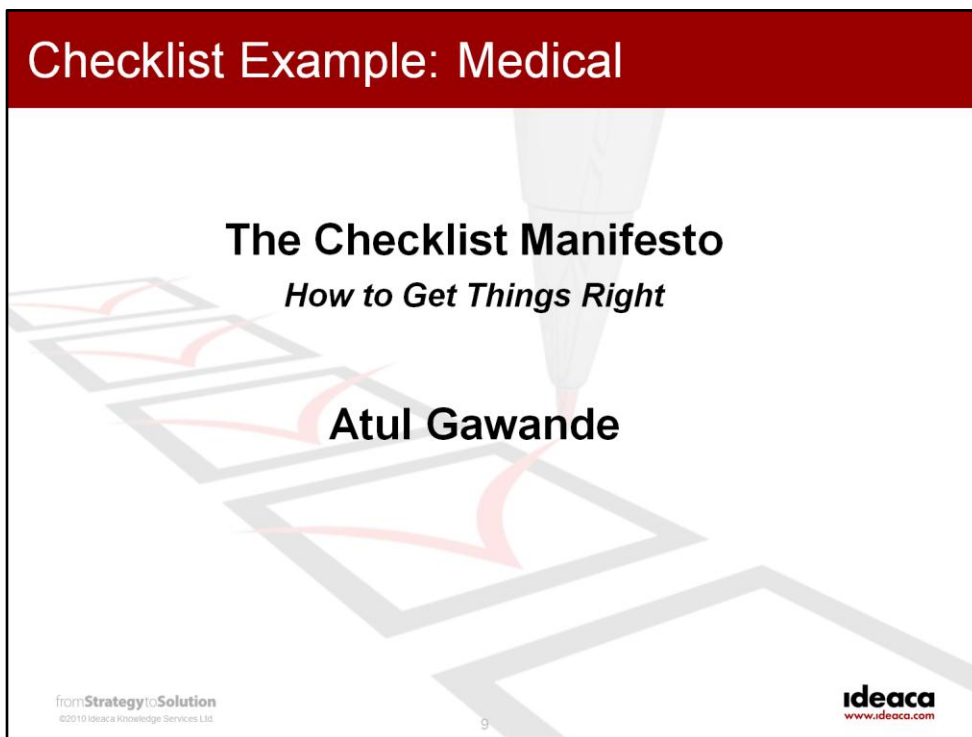 Checklist Example: Medical
The Checklist Manifesto
How to Get Things Right
Atul Gawande
fromStrategytoSolution
©2010 Ideaca Knowledge Services Ltd.
9
ideaca
www.ideaca.com